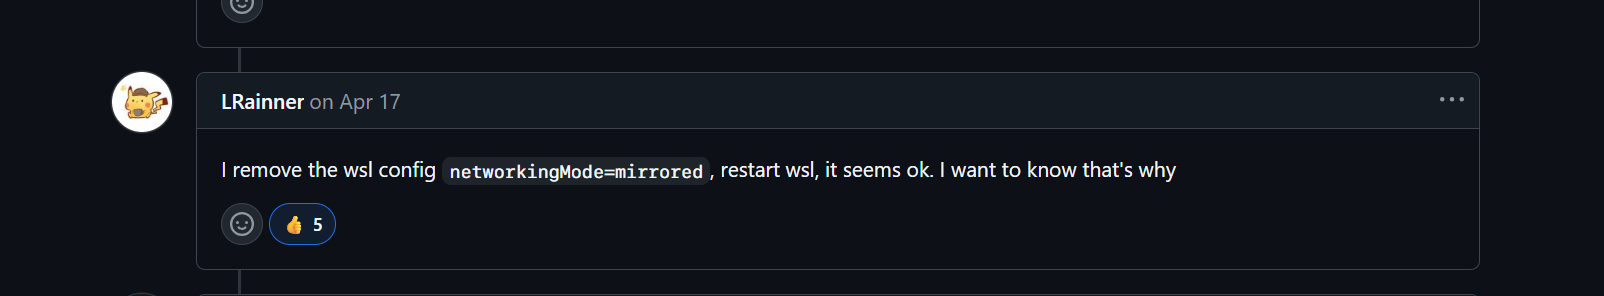 LRainner on Apr 17
I remove the wsl config networkingMode=mirrored, restart wsl, it seems ok. I want to know that's why
👍 5